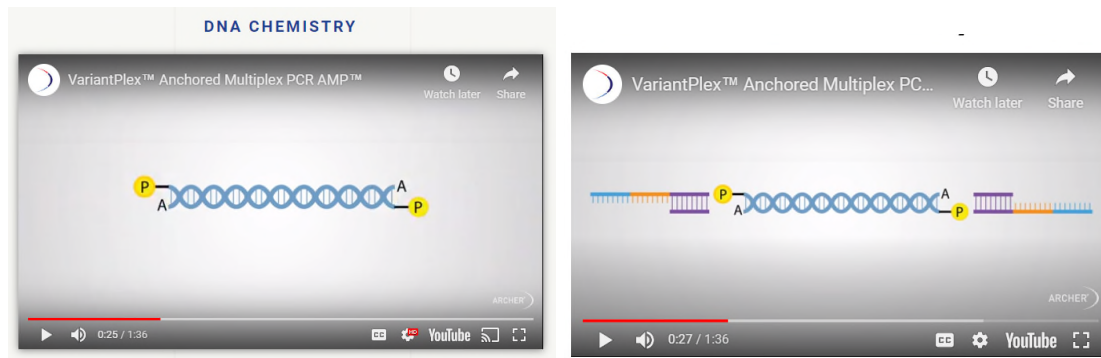 DNA CHEMISTRY
VariantPlex™ Anchored Multiplex PCR AMP™
Watch later
Share
P
A
A
P
ARCHER
0:25 / 1:36
CC
HD
YouTube
-
VariantPlex™ Anchored Multiplex PC...
Watch later
Share
P
A
A
P
ARCHER
0:27 / 1:36
CC
YouTube